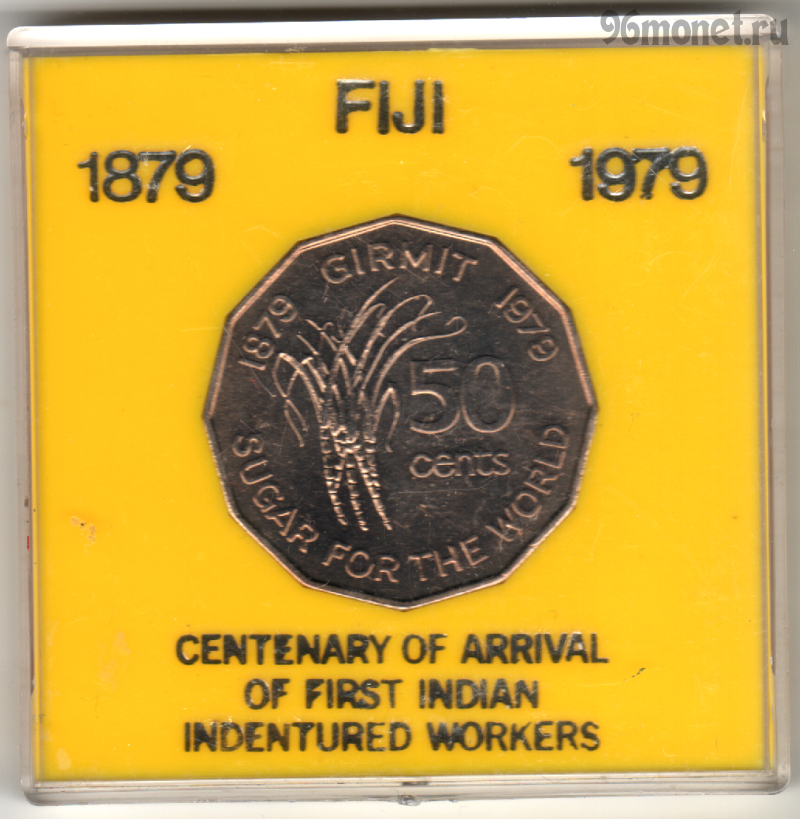 96monet.ru
FIJI
1879 1979
GIRMIT
1879 1979
50
cents
SUGAR FOR THE WORLD
CENTENARY OF ARRIVAL
OF FIRST INDIAN
INDENTURED WORKERS